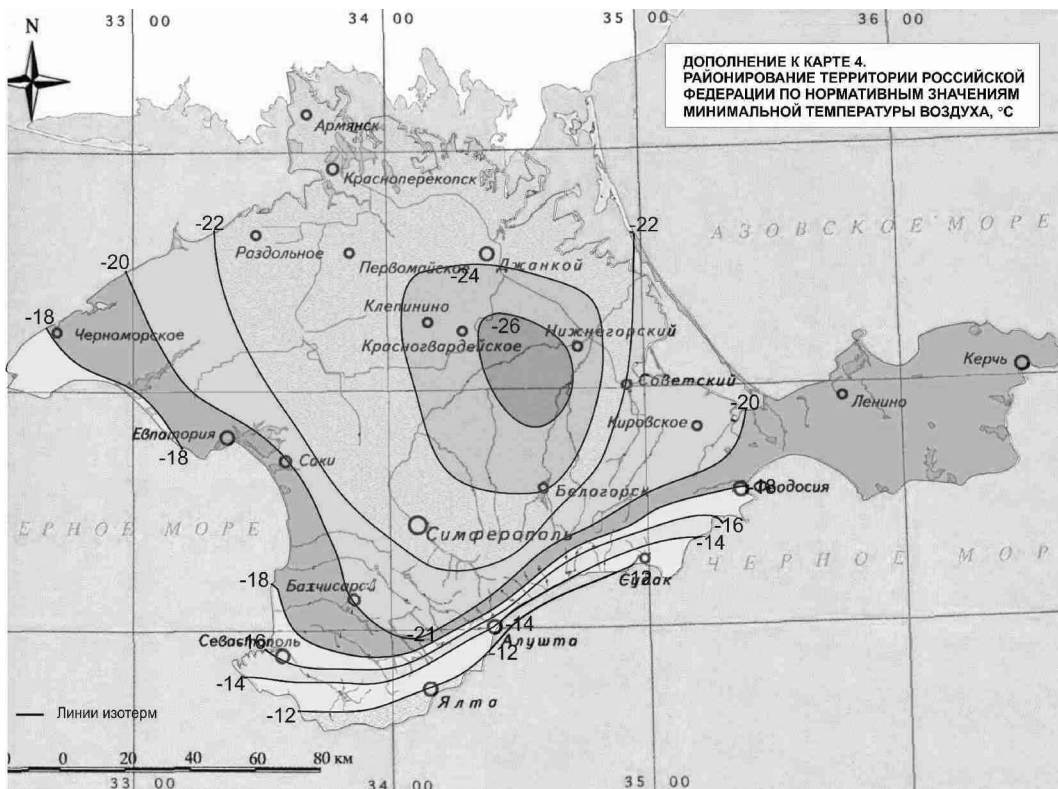 33 00
34 00
35 00
36 00
N
ДОПОЛНЕНИЕ К КАРТЕ 4.
РАЙОНИРОВАНИЕ ТЕРРИТОРИИ РОССИЙСКОЙ
ФЕДЕРАЦИИ ПО НОРМАТИВНЫМ ЗНАЧЕНИЯМ
МИНИМАЛЬНОЙ ТЕМПЕРАТУРЫ ВОЗДУХА, °С
Армянск
Красноперекопск
-22
-22
АЗОВСКОЕ МОРЕ
Раздольное
Первомайское
Джанкой
-20
-24
-18
Черноморское
Клепинино
-26
Нижнегорский
Красногвардейское
Керчь
Советский
Ленино
-20
Кировское
Евпатория
-18
Саки
Белогорск
-18
Феодосия
ЕРНОЕ МОРЕ
Симферополь
-16
-14
ЧЕРНОЕ МОР
-12
Судак
-18
Бахчисарай
Севастополь
-16
-21
-14
Алушта
-12
-14
-12
Ялта
Линии изотерм
0 20 40 60 80 км
33 00
34 00
35 00